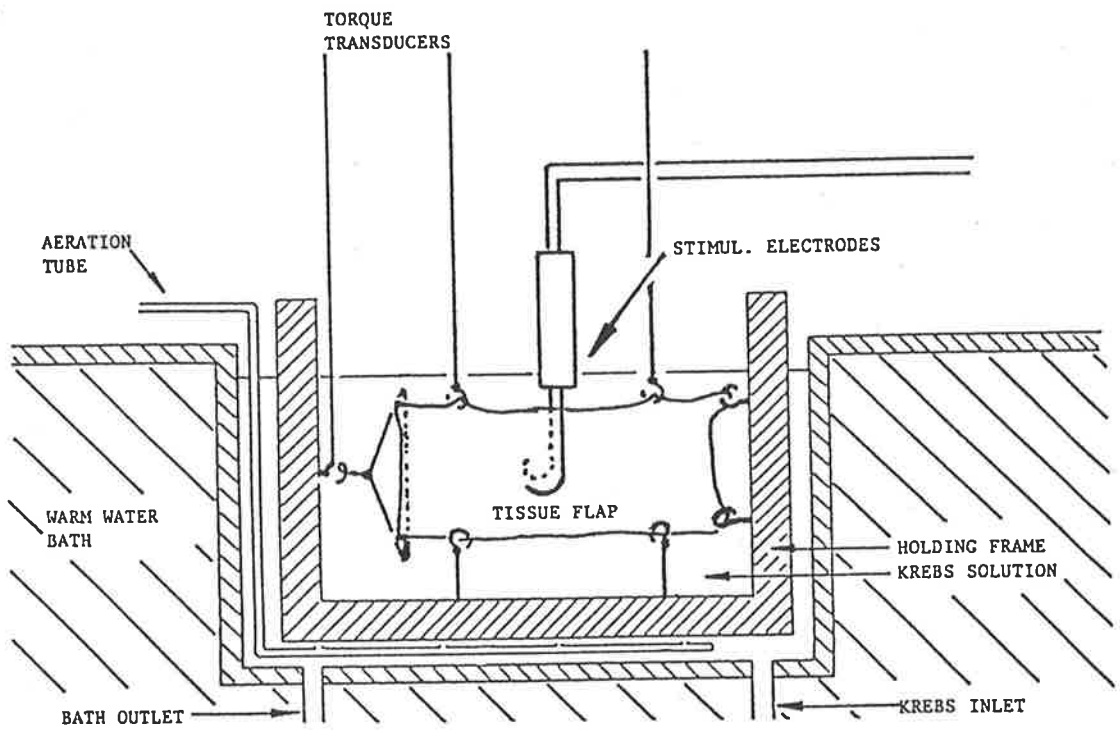 TORQUE
TRANSDUCERS
AERATION
TUBE
STIMUL. ELECTRODES
TISSUE FLAP
WARM WATER
BATH
HOLDING FRAME
KREBS SOLUTION
BATH OUTLET
KREBS INLET